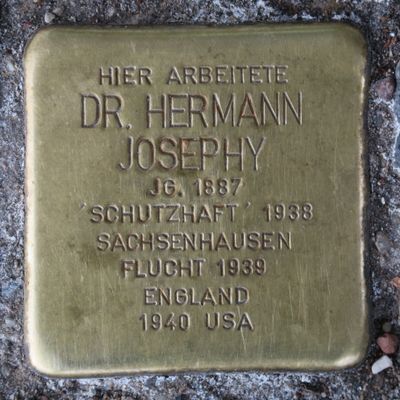 HIER ARBEITETE
DR. HERMANN
JOSEPHY
JG. 1887
'SCHUTZHAFT' 1938
SACHSENHAUSEN
FLUCHT 1939
ENGLAND
1940 USA